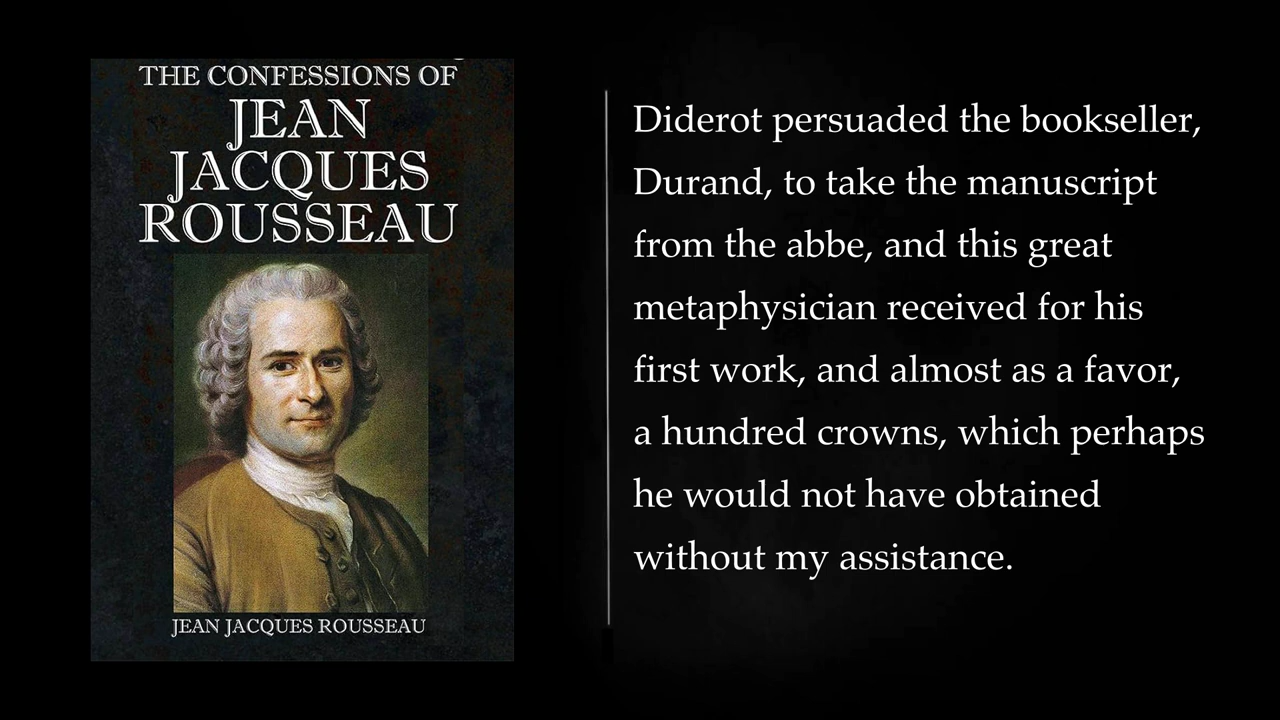 THE CONFESSIONS OF
JEAN
JACQUES
ROUSSEAU
JEAN JACQUES ROUSSEAU
Diderot persuaded the bookseller,
Durand, to take the manuscript
from the abbe, and this great
metaphysician received for his
first work, and almost as a favor,
a hundred crowns, which perhaps
he would not have obtained
without my assistance.